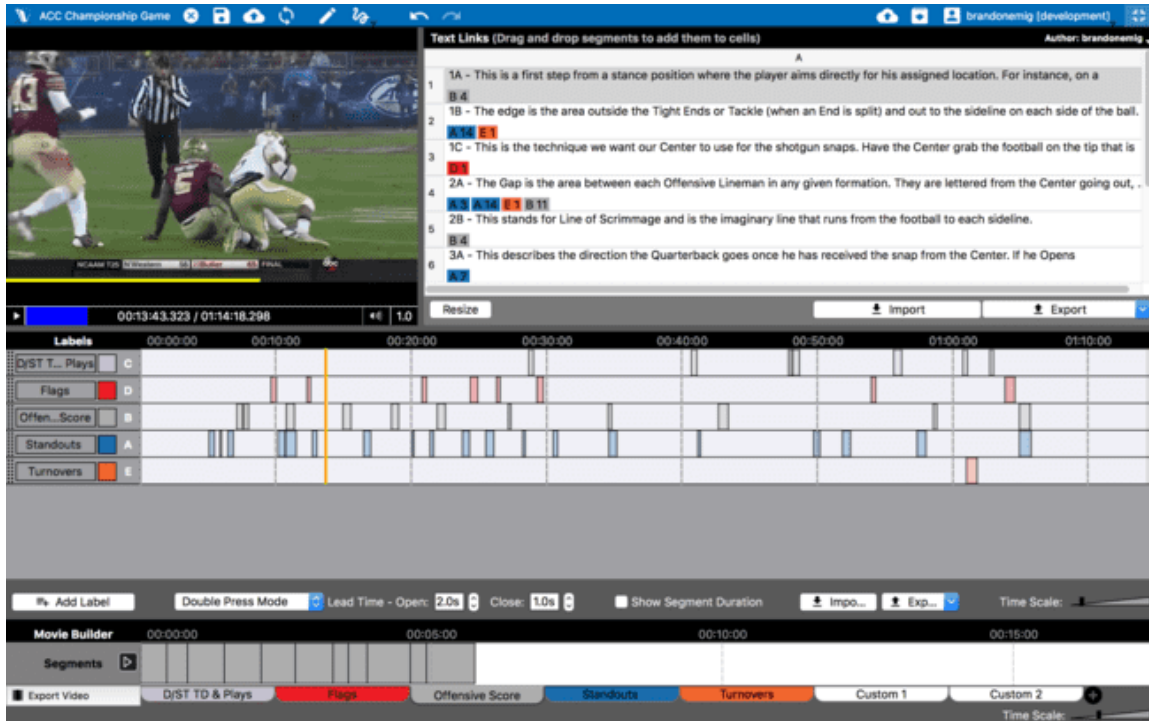 ACC Championship Game
brandonemig [development]
Text Links (Drag and drop segments to add them to cells)
Author: brandonemig
A
1
1A - This is a first step from a stance position where the player aims directly for his assigned location. For instance, on a
B 4
2
1B - The edge is the area outside the Tight Ends or Tackle (when an End is split) and out to the sideline on each side of the ball.
A 14 E 1
3
1C - This is the technique we want our Center to use for the shotgun snaps. Have the Center grab the football on the tip that is
D 1
4
2A - The Gap is the area between each Offensive Lineman in any given formation. They are lettered from the Center going out, .
A 3 A 14 E 1 B 11
5
2B - This stands for Line of Scrimmage and is the imaginary line that runs from the football to each sideline.
B 4
6
3A - This describes the direction the Quarterback goes once he has received the snap from the Center. If he Opens
A 7
NCAAM T25 N'Western Butler 65 FINAL abc
00:13:43.323 / 01:14:18.298 1.0
Resize Import Export
Labels 00:00:00 00:10:00 00:20:00 00:30:00 00:40:00 00:50:00 01:00:00 01:10:00
D/ST T... Plays C
Flags D
Offen...Score B
Standouts A
Turnovers E
Add Label Double Press Mode Lead Time - Open: 2.0s Close: 1.0s Show Segment Duration Impo... Exp... Time Scale:
Movie Builder 00:00:00 00:05:00 00:10:00 00:15:00
Segments
Export Video D/ST TD & Plays Flags Offensive Score Standouts Turnovers Custom 1 Custom 2
Time Scale: